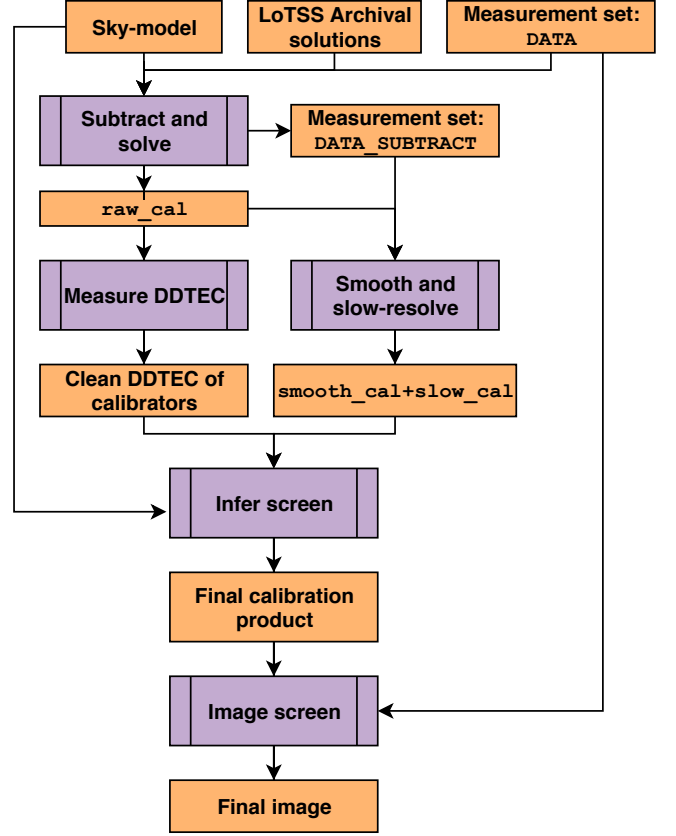 Sky-model
LoTSS Archival
solutions
Measurement set:
DATA
Subtract and
solve
Measurement set:
DATA_SUBTRACT
raw_cal
Measure DDTEC
Smooth and
slow-resolve
Clean DDTEC of
calibrators
smooth_cal+slow_cal
Infer screen
Final calibration
product
Image screen
Final image